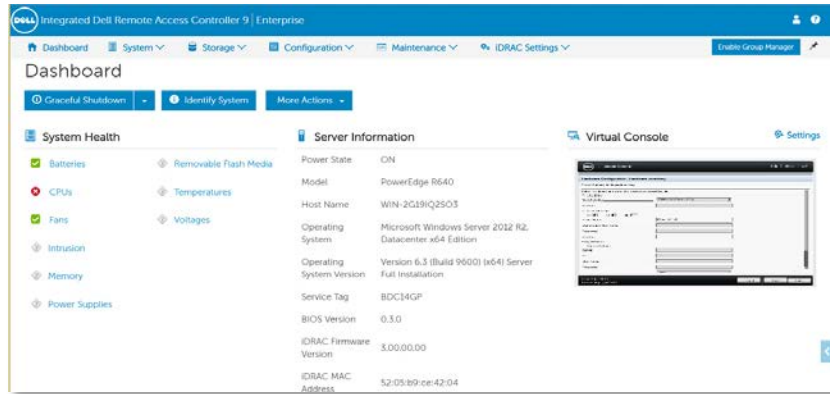 DELL Integrated Dell Remote Access Controller 9 | Enterprise
Dashboard System Storage Configuration Maintenance iDRAC Settings Enable Group Manager
Dashboard
Graceful Shutdown Identify System More Actions
System Health
Batteries Removable Flash Media
CPUs Temperatures
Fans Voltages
Intrusion
Memory
Power Supplies
Server Information
Power State ON
Model PowerEdge R640
Host Name WIN-2G19IQ2SO3
Operating System Microsoft Windows Server 2012 R2, Datacenter x64 Edition
Operating System Version Version 6.3 (Build 9600) (x64) Server Full Installation
Service Tag BDC14GP
BIOS Version 0.3.0
iDRAC Firmware Version 3.00.00.00
iDRAC MAC Address 52:05:b9:ce:42:04
Virtual Console Settings